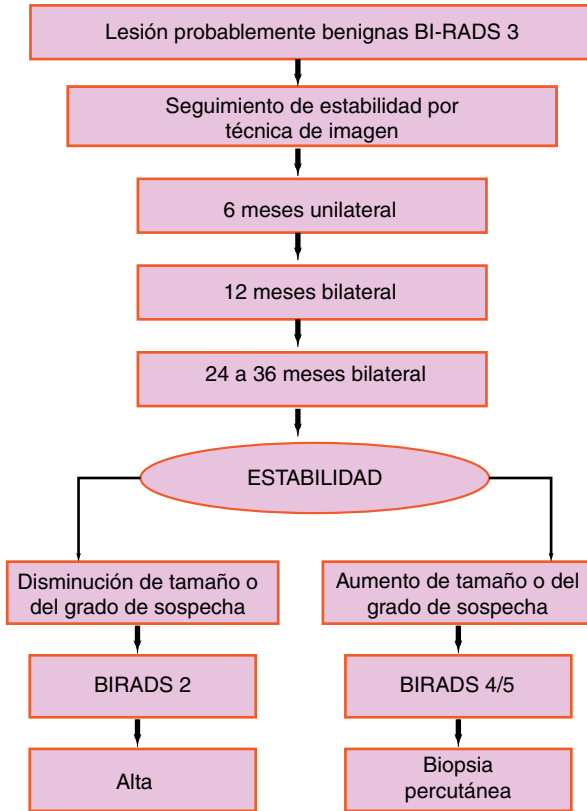 Lesión probablemente benignas BI-RADS 3
Seguimiento de estabilidad por
técnica de imagen
6 meses unilateral
12 meses bilateral
24 a 36 meses bilateral
ESTABILIDAD
Disminución de tamaño o
del grado de sospecha
Aumento de tamaño o del
grado de sospecha
BIRADS 2
BIRADS 4/5
Alta
Biopsia
percutánea